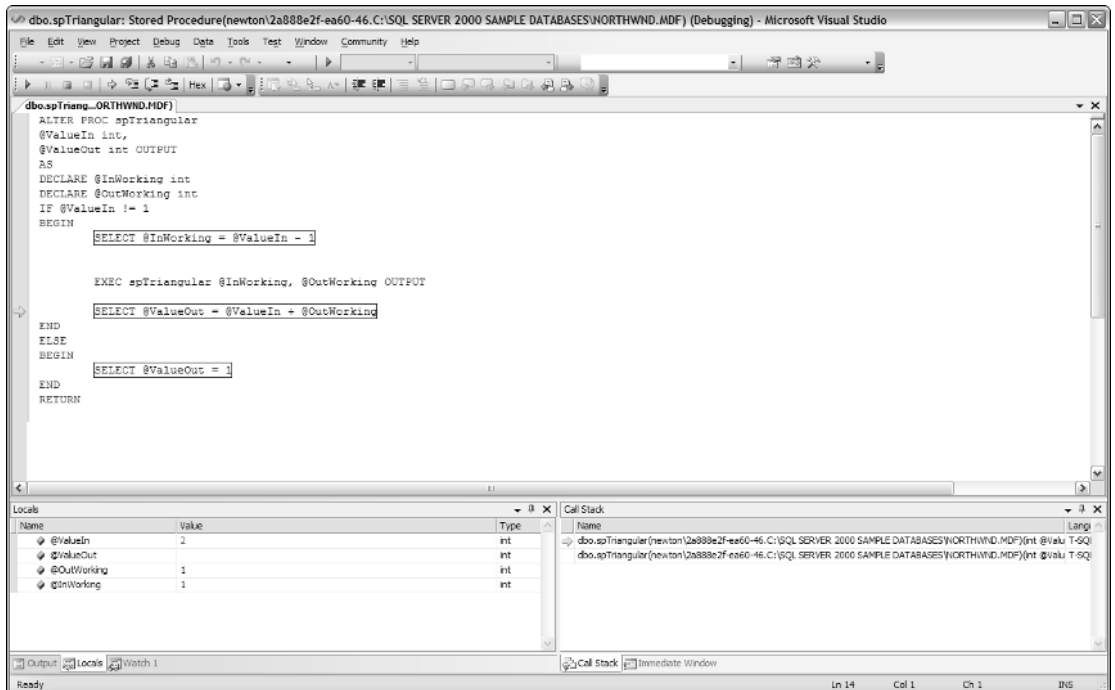 dbo.spTriangular: Stored Procedure(newton\2a888e2f-ea60-46.C:\SQL SERVER 2000 SAMPLE DATABASES\NORTHWND.MDF) (Debugging) - Microsoft Visual Studio
File Edit View Project Debug Data Tools Test Window Community Help
Hex
dbo.spTriang...ORTHWND.MDF)
ALTER PROC spTriangular
@ValueIn int,
@ValueOut int OUTPUT
AS
DECLARE @InWorking int
DECLARE @OutWorking int
IF @ValueIn != 1
BEGIN
SELECT @InWorking = @ValueIn - 1
EXEC spTriangular @InWorking, @OutWorking OUTPUT
SELECT @ValueOut = @ValueIn + @OutWorking
END
ELSE
BEGIN
SELECT @ValueOut = 1
END
RETURN
Locals
Name Value Type
@ValueIn 2 int
@ValueOut int
@OutWorking 1 int
@InWorking 1 int
Output Locals Watch 1
Call Stack
Name Langu
dbo.spTriangular(newton\2a888e2f-ea60-46.C:\SQL SERVER 2000 SAMPLE DATABASES\NORTHWND.MDF)(int @Valu T-SQL
dbo.spTriangular(newton\2a888e2f-ea60-46.C:\SQL SERVER 2000 SAMPLE DATABASES\NORTHWND.MDF)(int @Valu T-SQL
Call Stack Immediate Window
Ready Ln 14 Col 1 Ch 1 INS